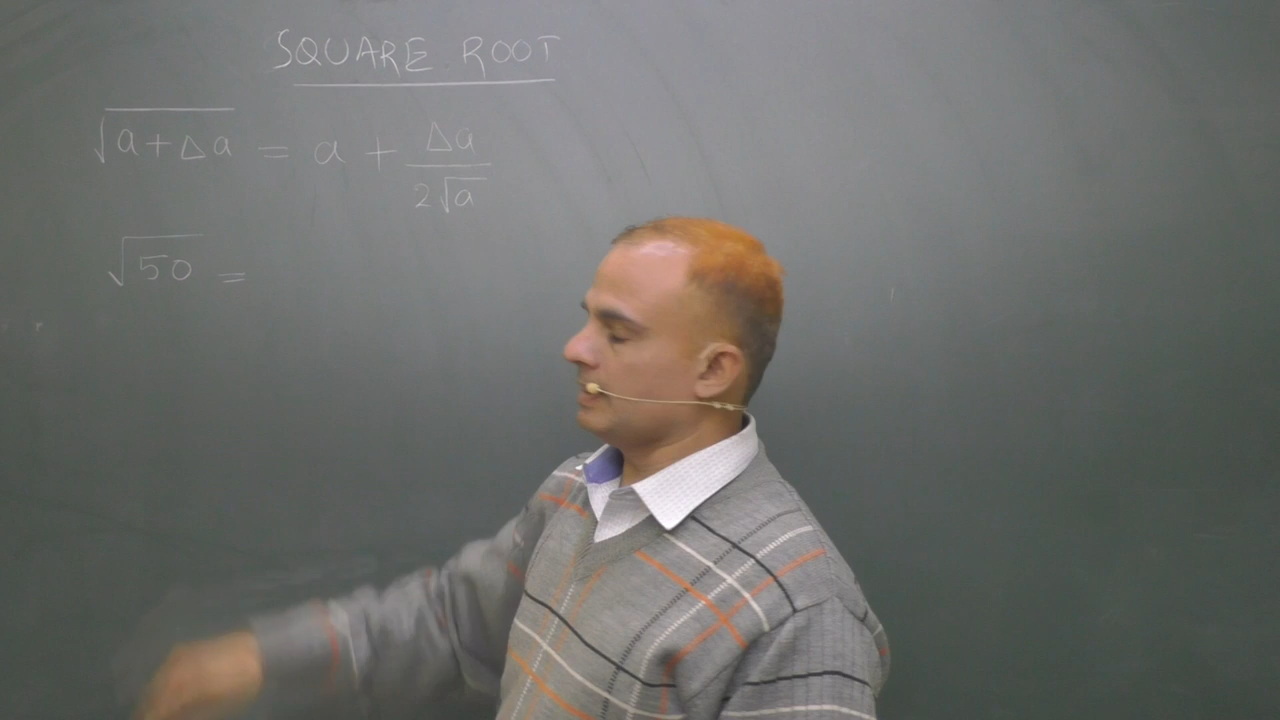 SQUARE ROOT
√a+Δa = a + Δa/2√a
√50 =